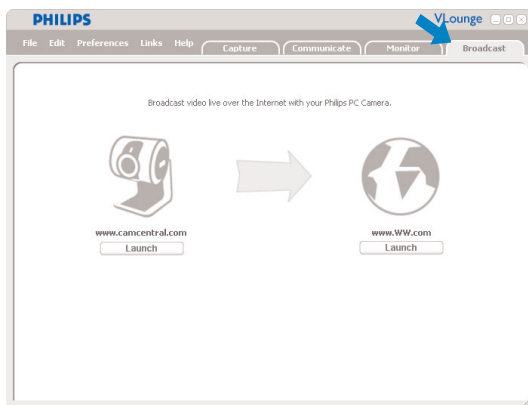 PHILIPS VLounge
File Edit Preferences Links Help Capture Communicate Monitor Broadcast
Broadcast video live over the Internet with your Philips PC Camera.
www.camcentral.com www.WW.com
Launch Launch